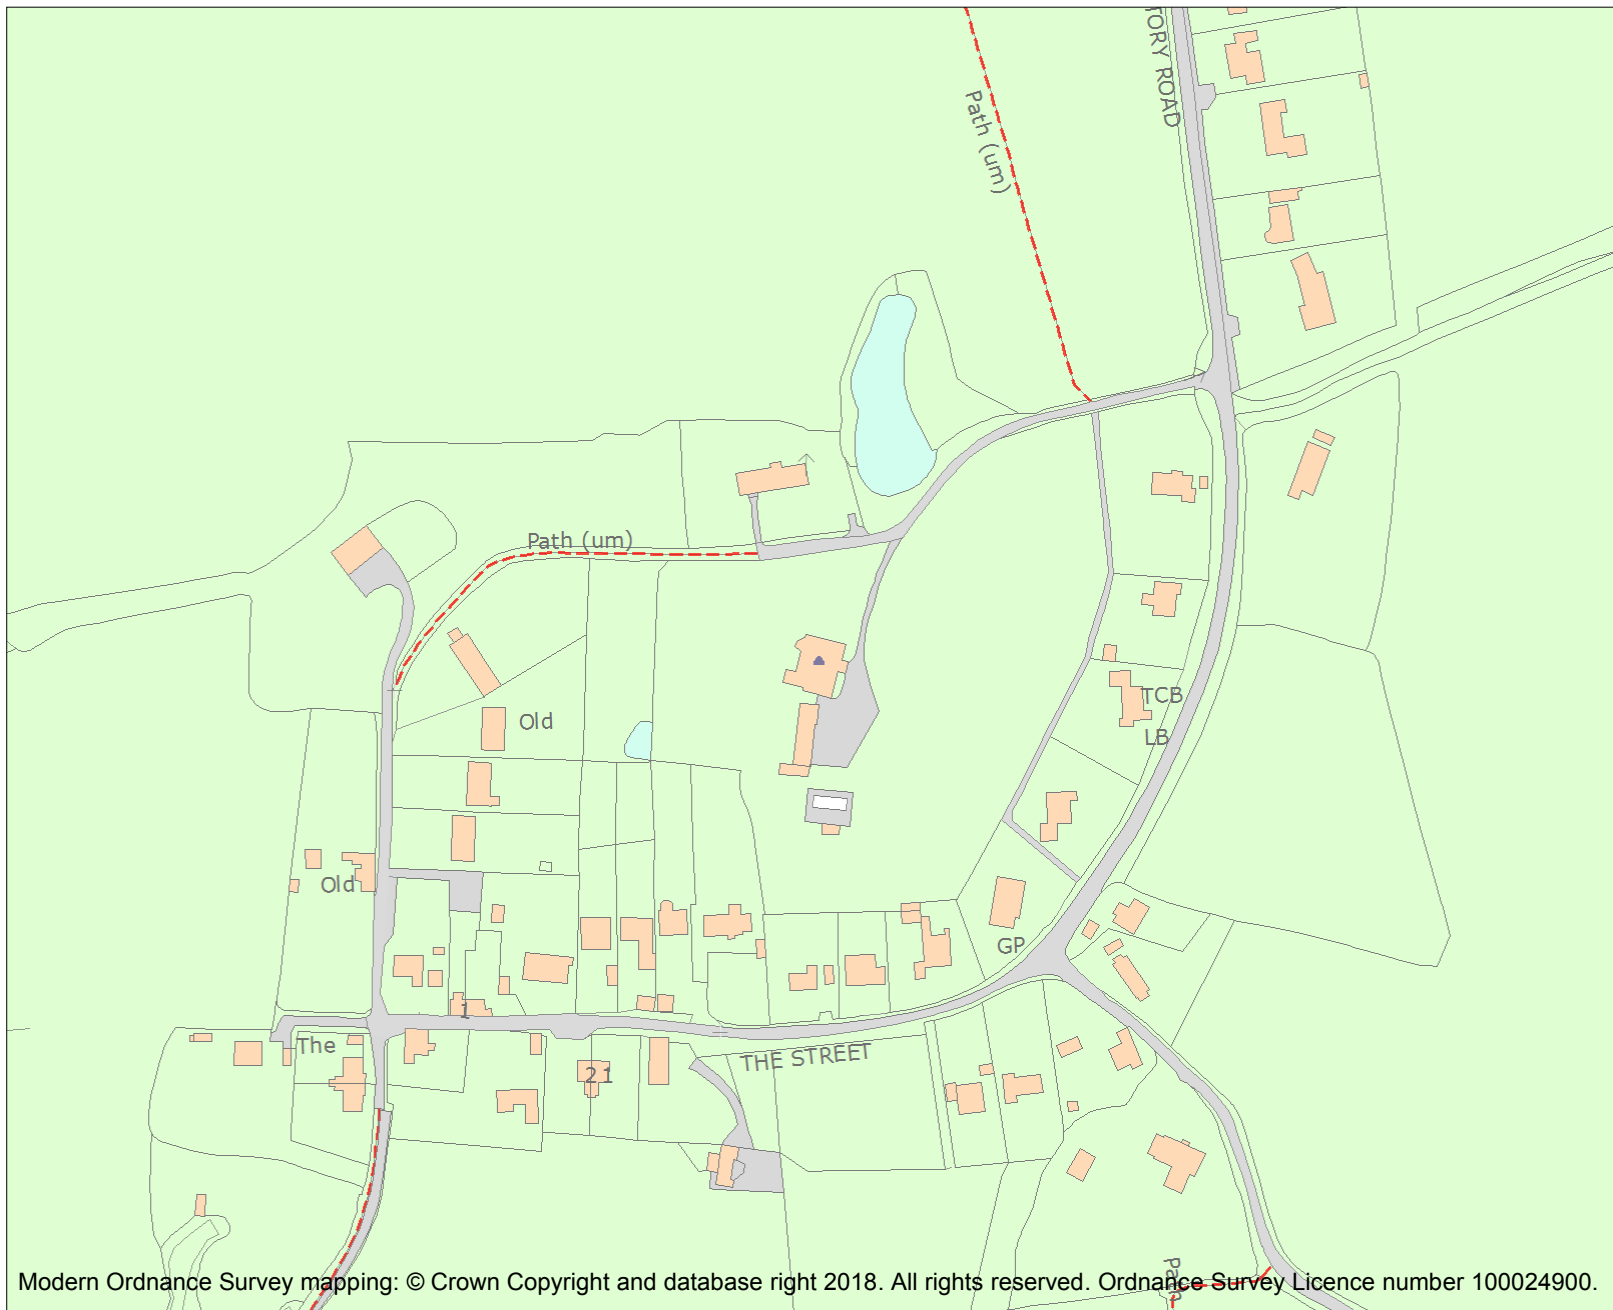 TORY ROAD
Path (um)
Path (um)
Old
TCB
LB
Old
GP
1
The
THE STREET
21
Path
Modern Ordnance Survey mapping: © Crown Copyright and database right 2018. All rights reserved. Ordnance Survey Licence number 100024900.